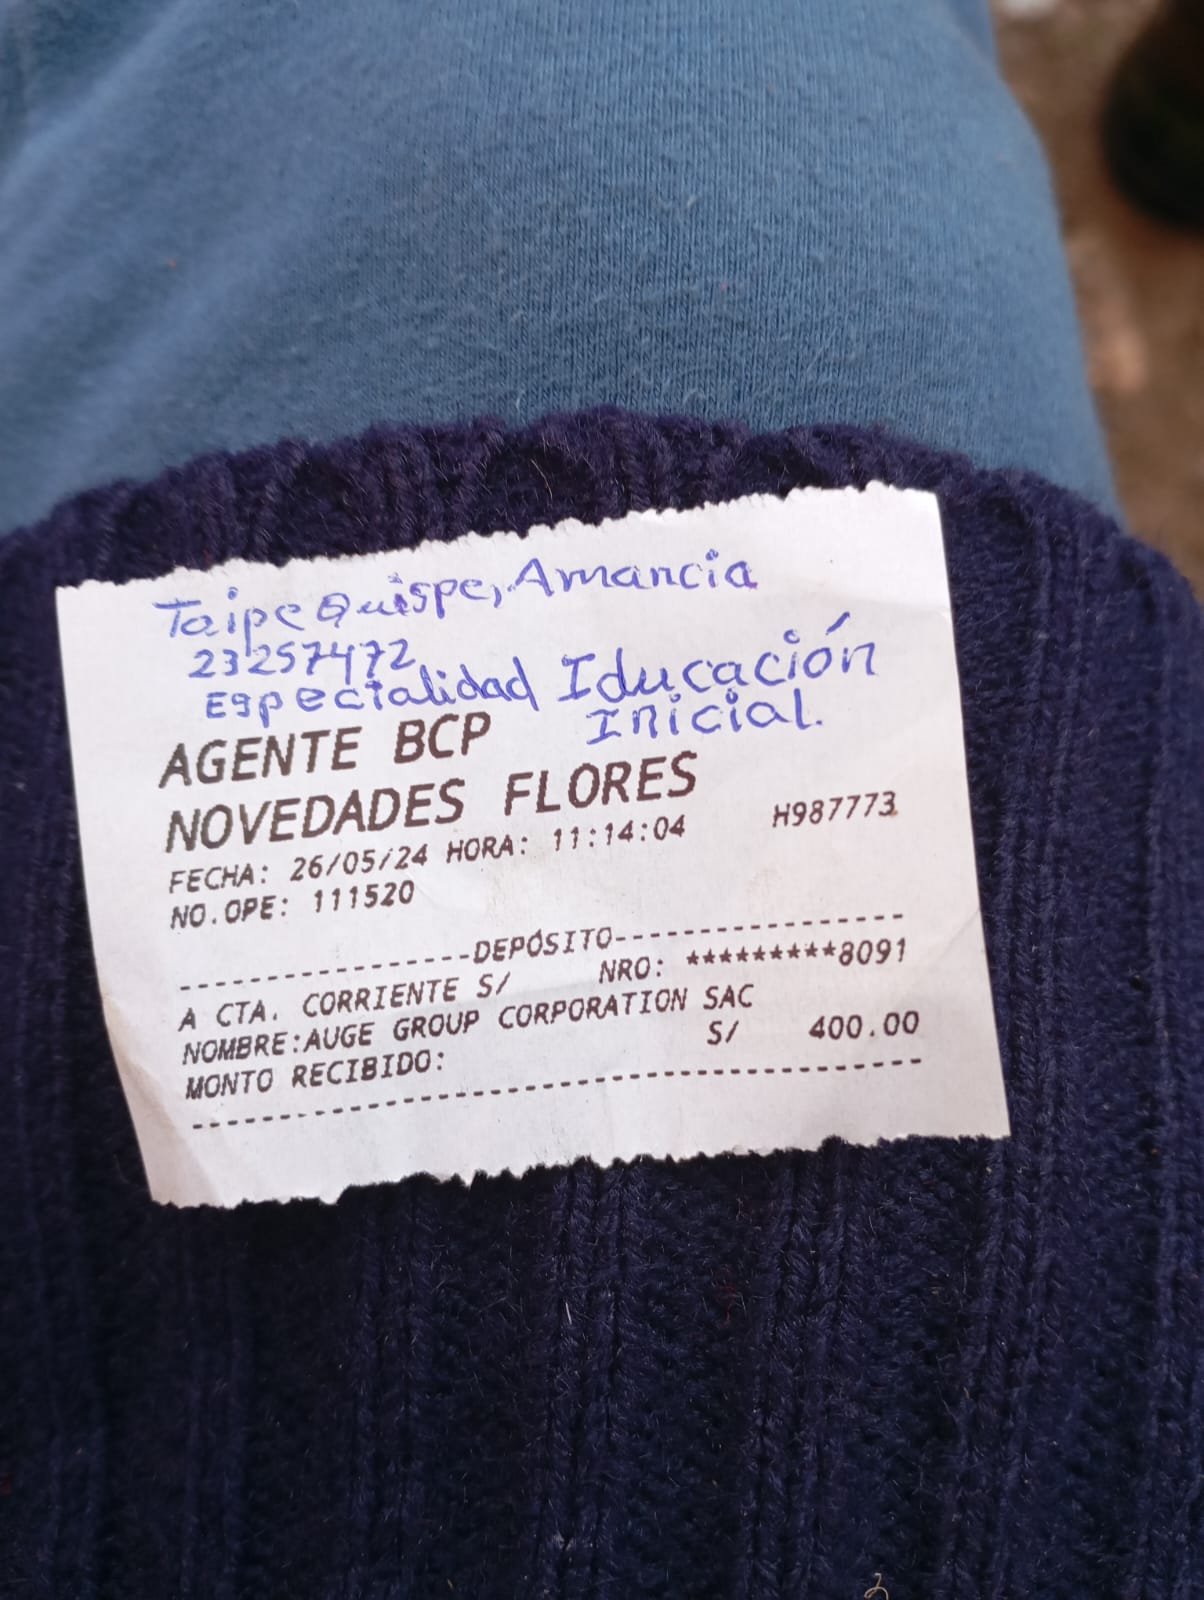 Taipe Quispe, Amancia
23257472
Especialidad Iducación
Inicial.
AGENTE BCP
NOVEDADES FLORES
FECHA: 26/05/24 HORA: 11:14:04 H987773
NO.OPE: 111520
----------------DEPÓSITO----------------
A CTA. CORRIENTE S/ NRO: *********8091
NOMBRE:AUGE GROUP CORPORATION SAC
MONTO RECIBIDO: S/ 400.00
----------------------------------------